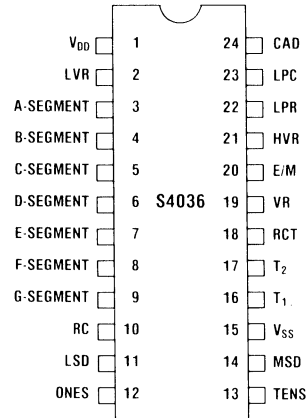 V_DD 1 24 CAD
LVR 2 23 LPC
A-SEGMENT 3 22 LPR
B-SEGMENT 4 21 HVR
C-SEGMENT 5 20 E/M
D-SEGMENT 6 S4036 19 VR
E-SEGMENT 7 18 RCT
F-SEGMENT 8 17 T₂
G-SEGMENT 9 16 T₁
RC 10 15 V_SS
LSD 11 14 MSD
ONES 12 13 TENS